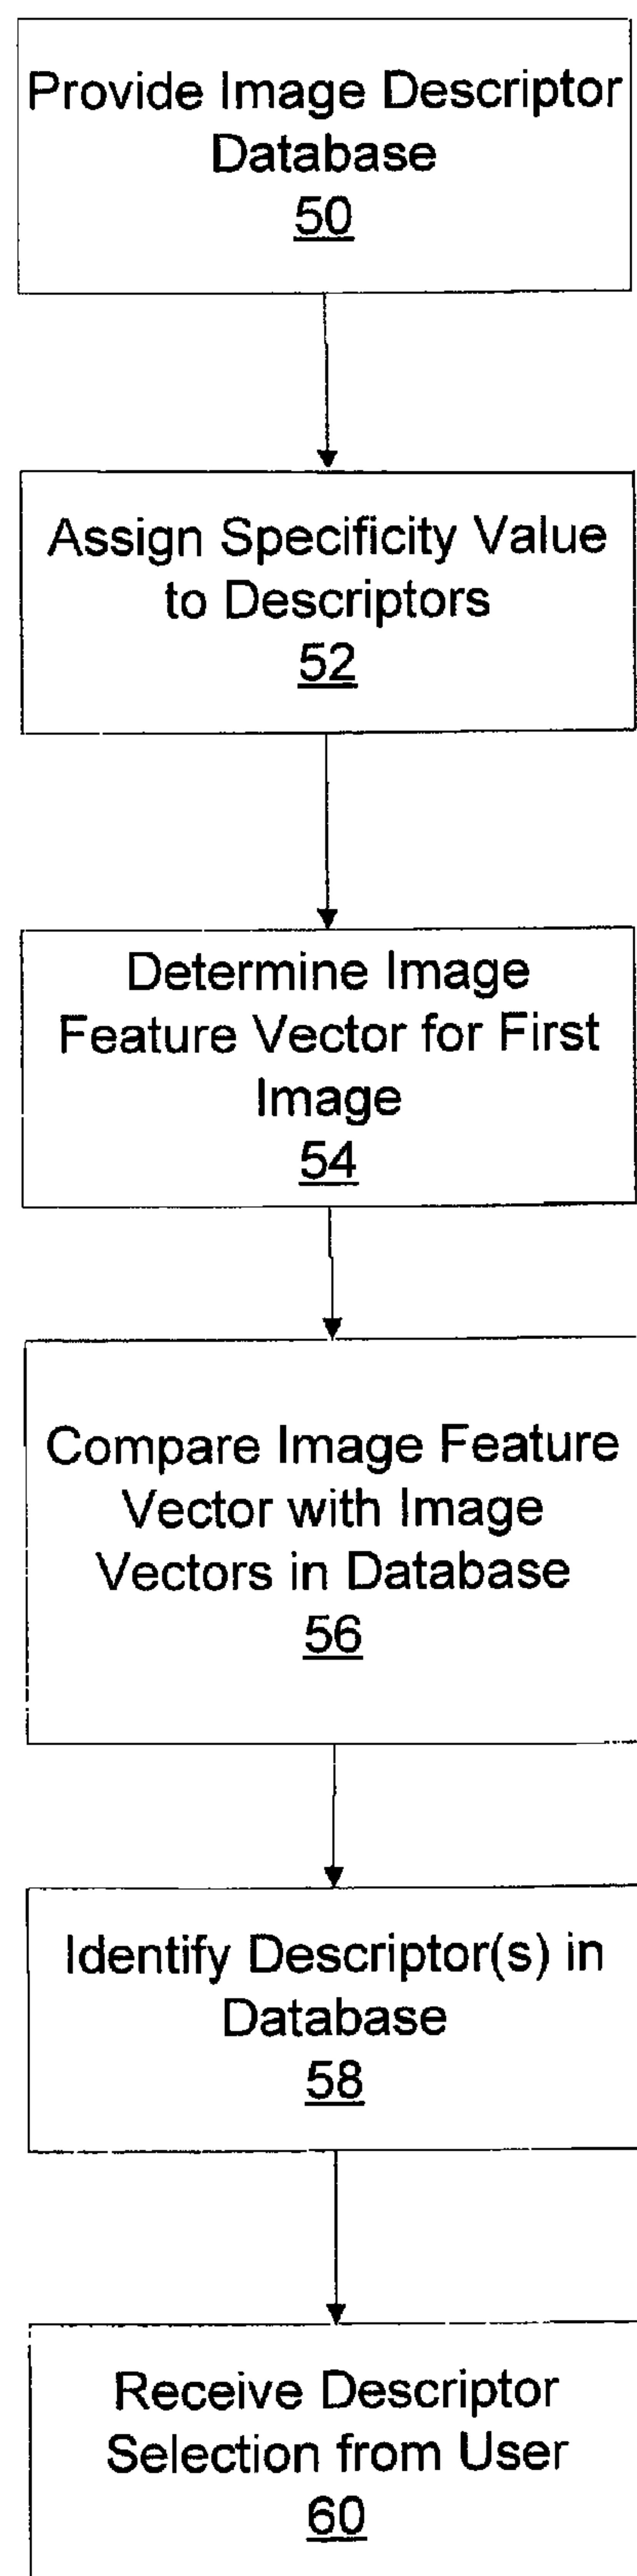 Provide Image Descriptor
Database
50
Assign Specificity Value
to Descriptors
52
Determine Image
Feature Vector for First
Image
54
Compare Image Feature
Vector with Image
Vectors in Database
56
Identify Descriptor(s) in
Database
58
Receive Descriptor
Selection from User
60